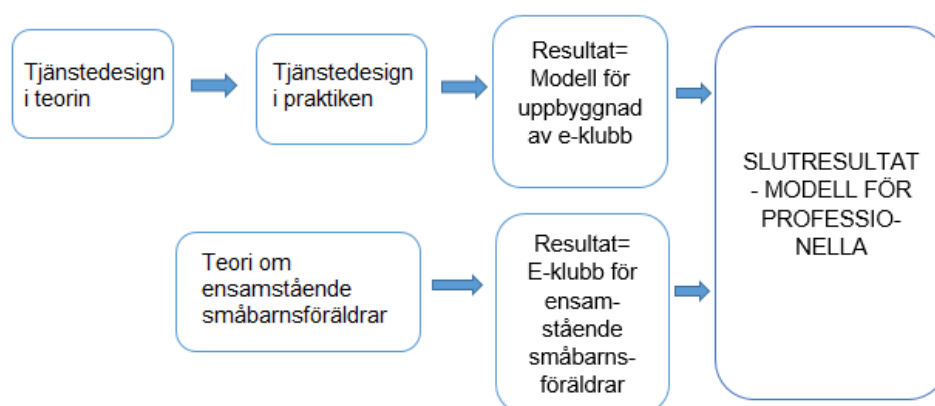 Tjänstedesign
i teorin
Tjänstedesign
i praktiken
Resultat=
Modell för
uppbyggnad
av e-klubb
SLUTRESULTAT
- MODELL FÖR
PROFESSIO-
NELLA
Teori om
ensamstående
småbarnsföräldrar
Resultat=
E-klubb för
ensam-
stående
småbarns-
föräldrar